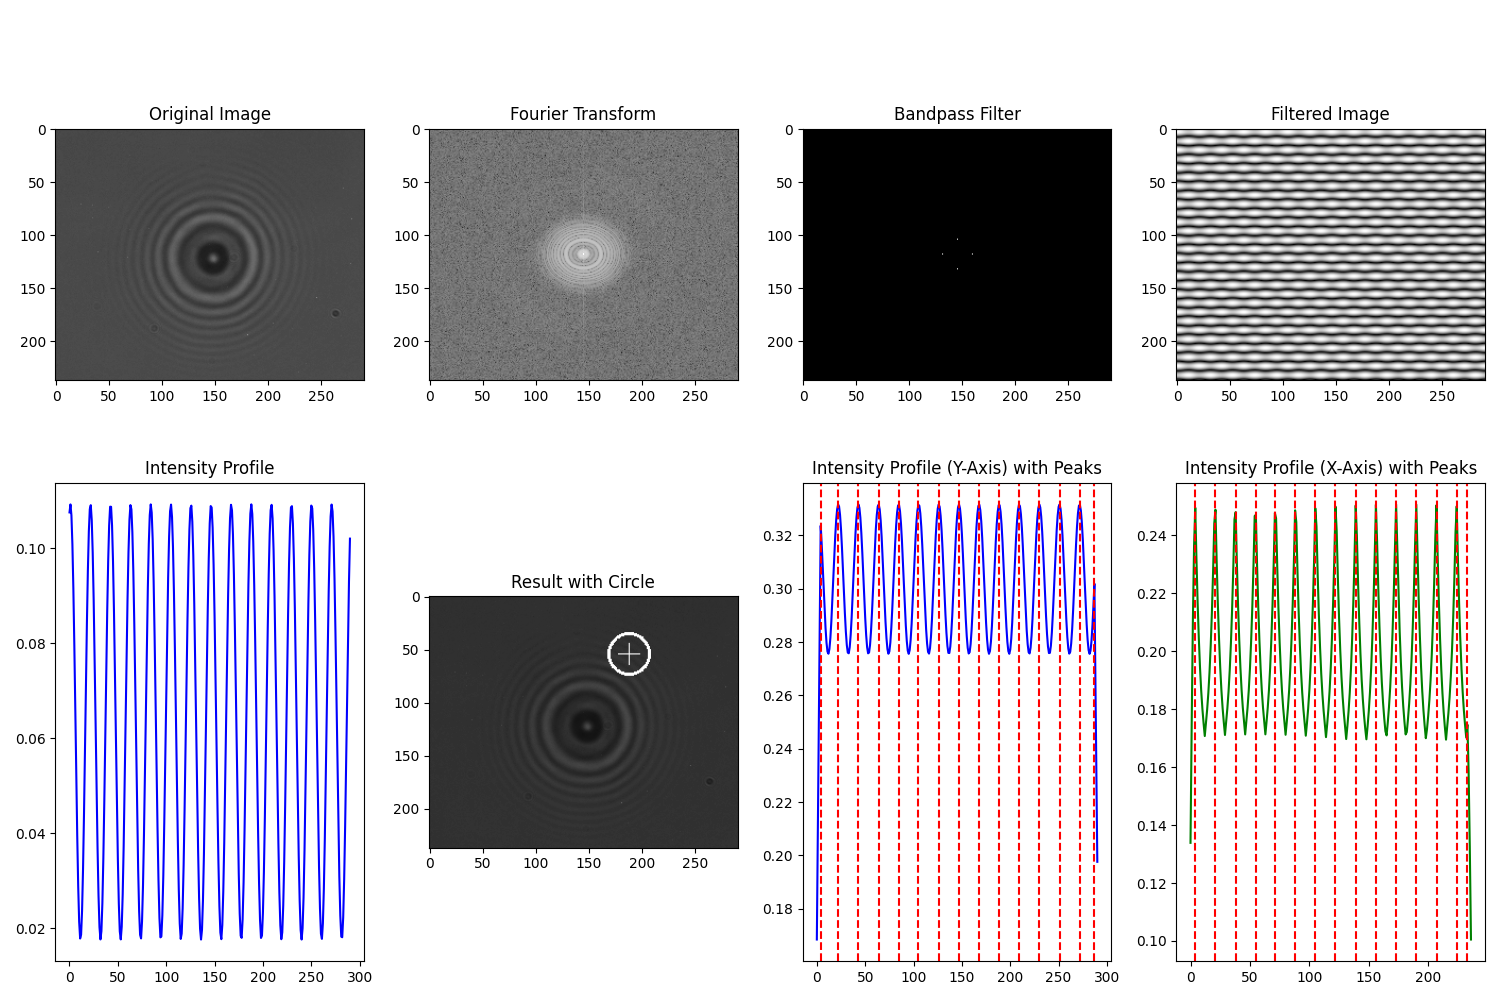 Original Image
Fourier Transform
Bandpass Filter
Filtered Image
0
50
100
150
200
0 50 100 150 200 250
0
50
100
150
200
0 50 100 150 200 250
0
50
100
150
200
0 50 100 150 200 250
0
50
100
150
200
0 50 100 150 200 250
Intensity Profile
0.10
0.08
0.06
0.04
0.02
0 50 100 150 200 250 300
Result with Circle
0
50
100
150
200
0 50 100 150 200 250
Intensity Profile (Y-Axis) with Peaks
0.32
0.30
0.28
0.26
0.24
0.22
0.20
0.18
0 50 100 150 200 250 300
Intensity Profile (X-Axis) with Peaks
0.24
0.22
0.20
0.18
0.16
0.14
0.12
0.10
0 50 100 150 200